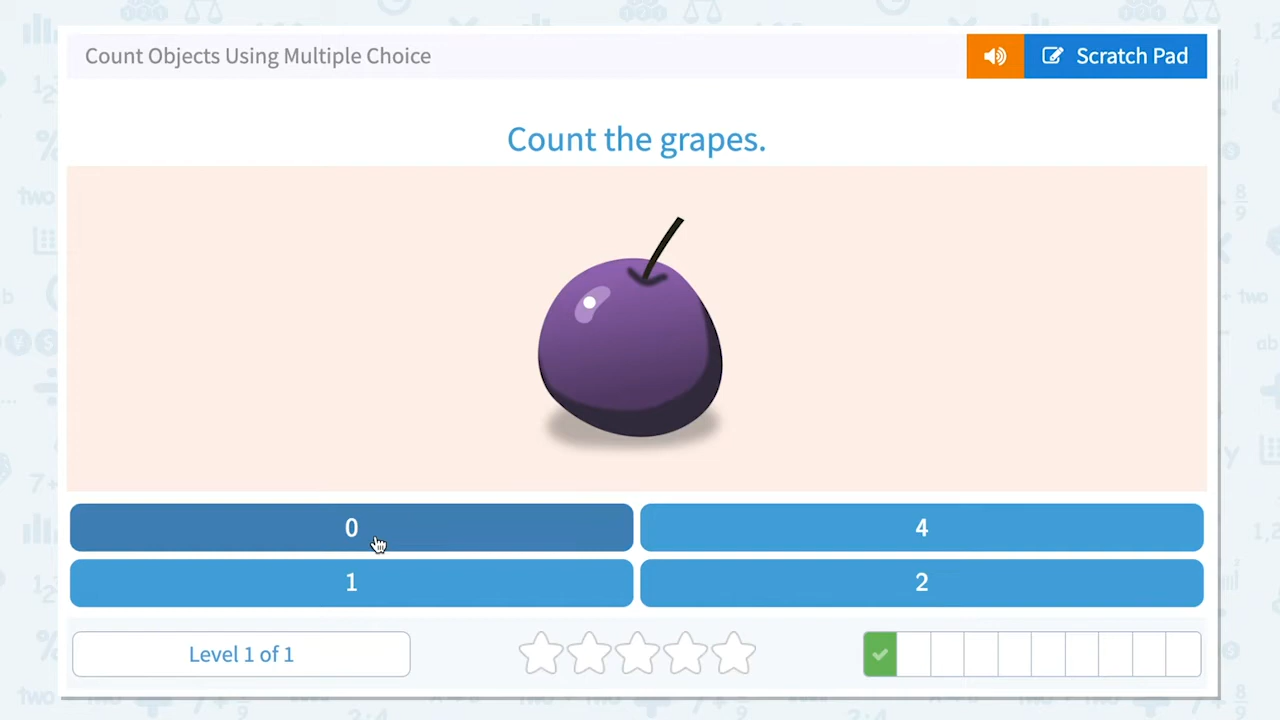 Count Objects Using Multiple Choice
Scratch Pad
Count the grapes.
0
4
1
2
Level 1 of 1